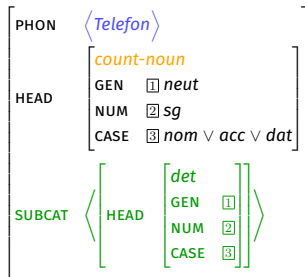 PHON ⟨Telefon⟩
count-noun
GEN 1 neut
HEAD
NUM 2 sg
CASE 3 nom ∨ acc ∨ dat
det
GEN 1
SUBCAT ⟨[HEAD
NUM 2
CASE 3]⟩